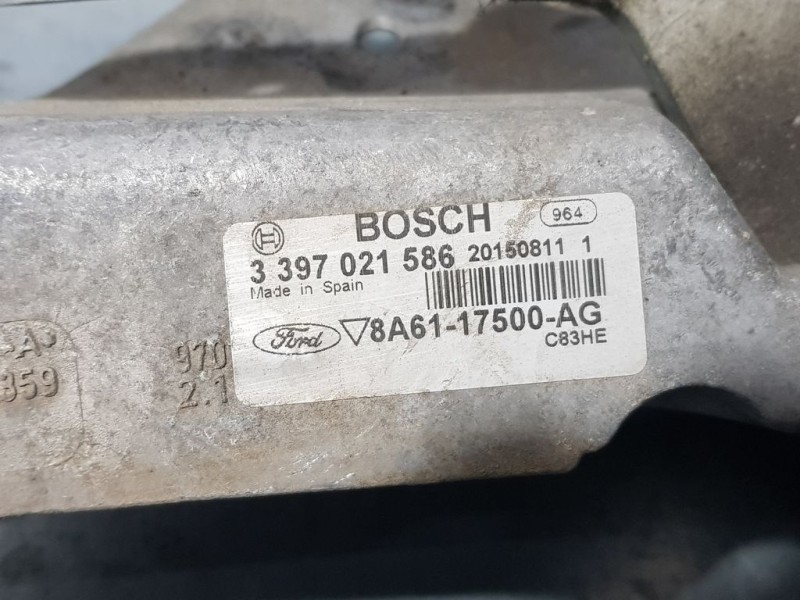 BOSCH
964
3 397 021 586 20150811 1
Made in Spain
Ford
8A61-17500-AG
C83HE
-A
859
970
2.1